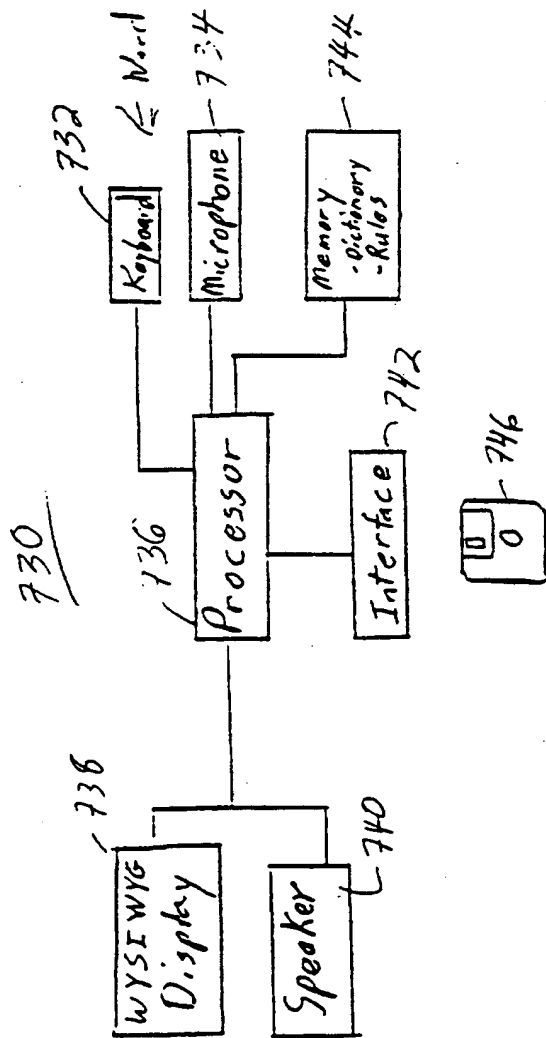 730
738
WYSIWYG
Display
Speaker
740
736
Processor
Interface
742
746
732
Keyboard
Microphone
734
Memory
- Dictionary
- Rules
744